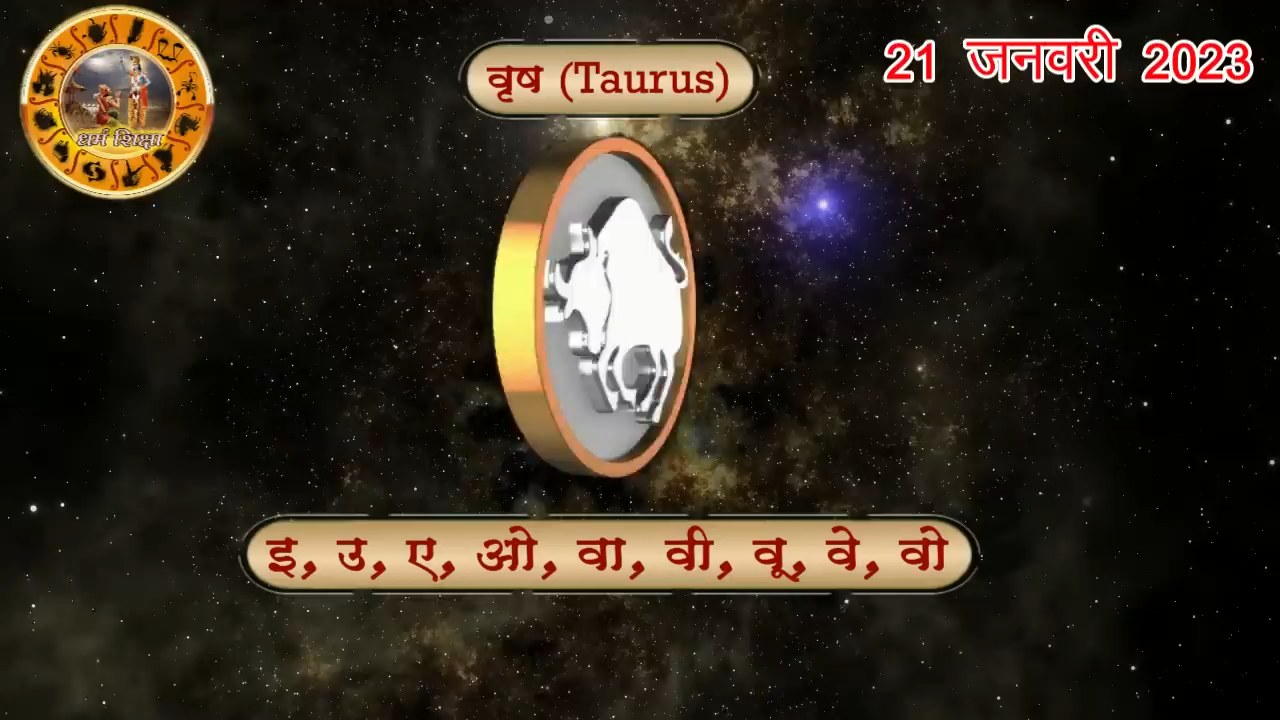 वृष (Taurus)
21 जनवरी 2023
धर्म शिक्षा
इ, उ, ए, ओ, वा, वी, वू, वे, वो